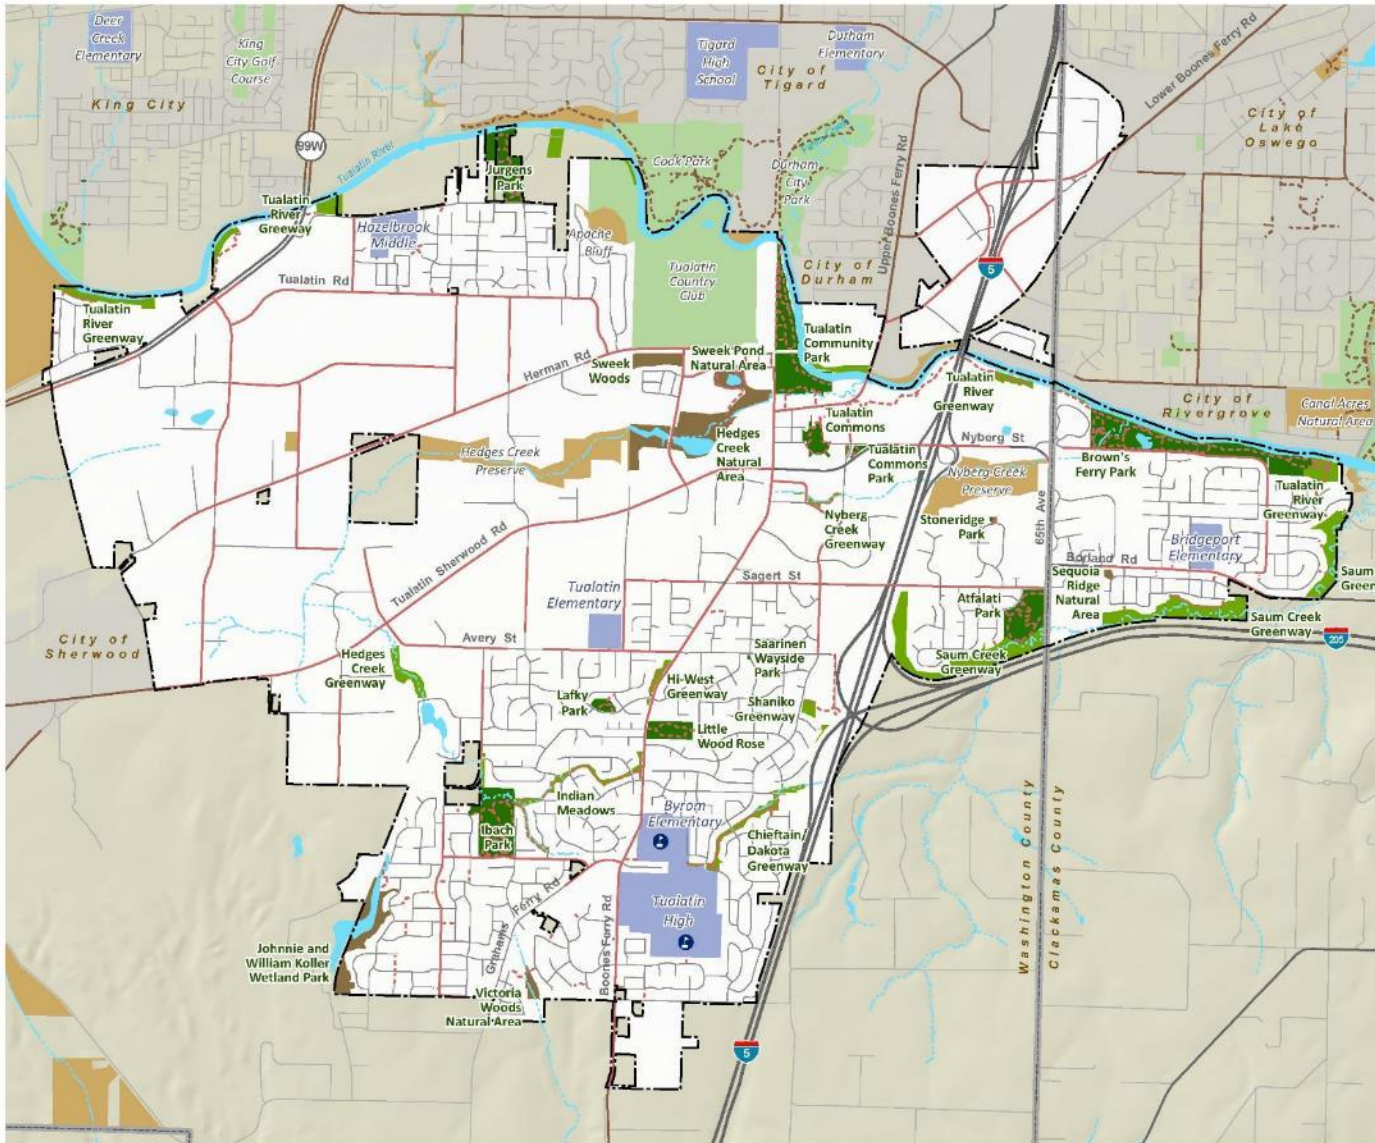 Deer
Creek
Elementary
King
City Golf
Course
King City
Tigard
High
School
Durham
Elementary
City of
Tigard
Lower Boones Ferry Rd
City of
Lake
Oswego
99W
Tualatin River
Jurgens
Park
Cook Park
Durham
City
Park
Upper Boones Ferry Rd
Tualatin
River
Greeway
Hazelbrook
Middle
Apache
Bluff
Tualatin
Country
Club
City of
Durham
5
Tualatin Rd
Tualatin
River
Greenway
Tualatin
Community
Park
Herman Rd
Sweek
Woods
Sweek Pond
Natural Area
Tualatin
River
Greenway
City of
Rivergrove
Canal Acres
Natural Area
Tualatin
Commons
Nyberg St
Hedges Creek
Preserve
Hedges
Creek
Natural
Area
Tualatin
Commons
Park
Nyberg Creek
Preserve
Brown's
Ferry Park
Tualatin
River
Greenway
Nyberg
Creek
Greenway
Stoneridge
Park
65th Ave
Bridgeport
Elementary
Borland Rd
Tualatin Sherwood Rd
Tualatin
Elementary
Sagert St
Sequoia
Ridge
Natural
Area
Saum
Green
Atfalati
Park
City of
Sherwood
Avery St
Saarinen
Wayside
Park
Saum Creek
Greenway
Saum Creek
Greenway
205
Hedges
Creek
Greenway
Lafky
Park
Hi-West
Greenway
Shaniko
Greenway
Little
Wood Rose
Indian
Meadows
Byrom
Elementary
Ibach
Park
Chieftain/
Dakota
Greenway
Washington County
Clackamas County
Grahams Ferry Rd
Boones Ferry Rd
Tualatin
High
Johnnie and
William Koller
Wetland Park
Victoria
Woods
Natural Area
5